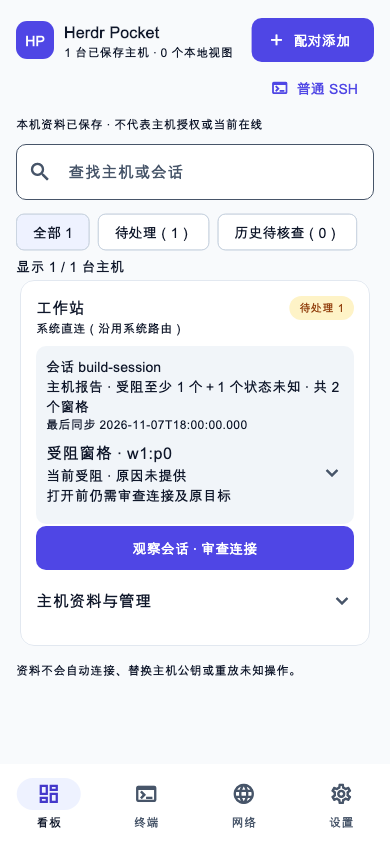 HP
Herdr Pocket
1 台已保存主机 · 0 个本地视图
+ 配对添加
普通 SSH
本机资料已保存 · 不代表主机授权或当前在线
查找主机或会话
全部 1
待处理 ( 1 )
历史待核查 ( 0 )
显示 1 / 1 台主机
工作站
待处理 1
系统直连 ( 沿用系统路由 )
会话 build-session
主机报告 · 受阻至少 1 个 + 1 个状态未知 · 共 2
个窗格
最后同步 2026-11-07T18:00:00.000
受阻窗格 · w1:p0
当前受阻 · 原因未提供
打开前仍需审查连接及原目标
观察会话 · 审查连接
主机资料与管理
资料不会自动连接、替换主机公钥或重放未知操作。
看板
终端
网络
设置